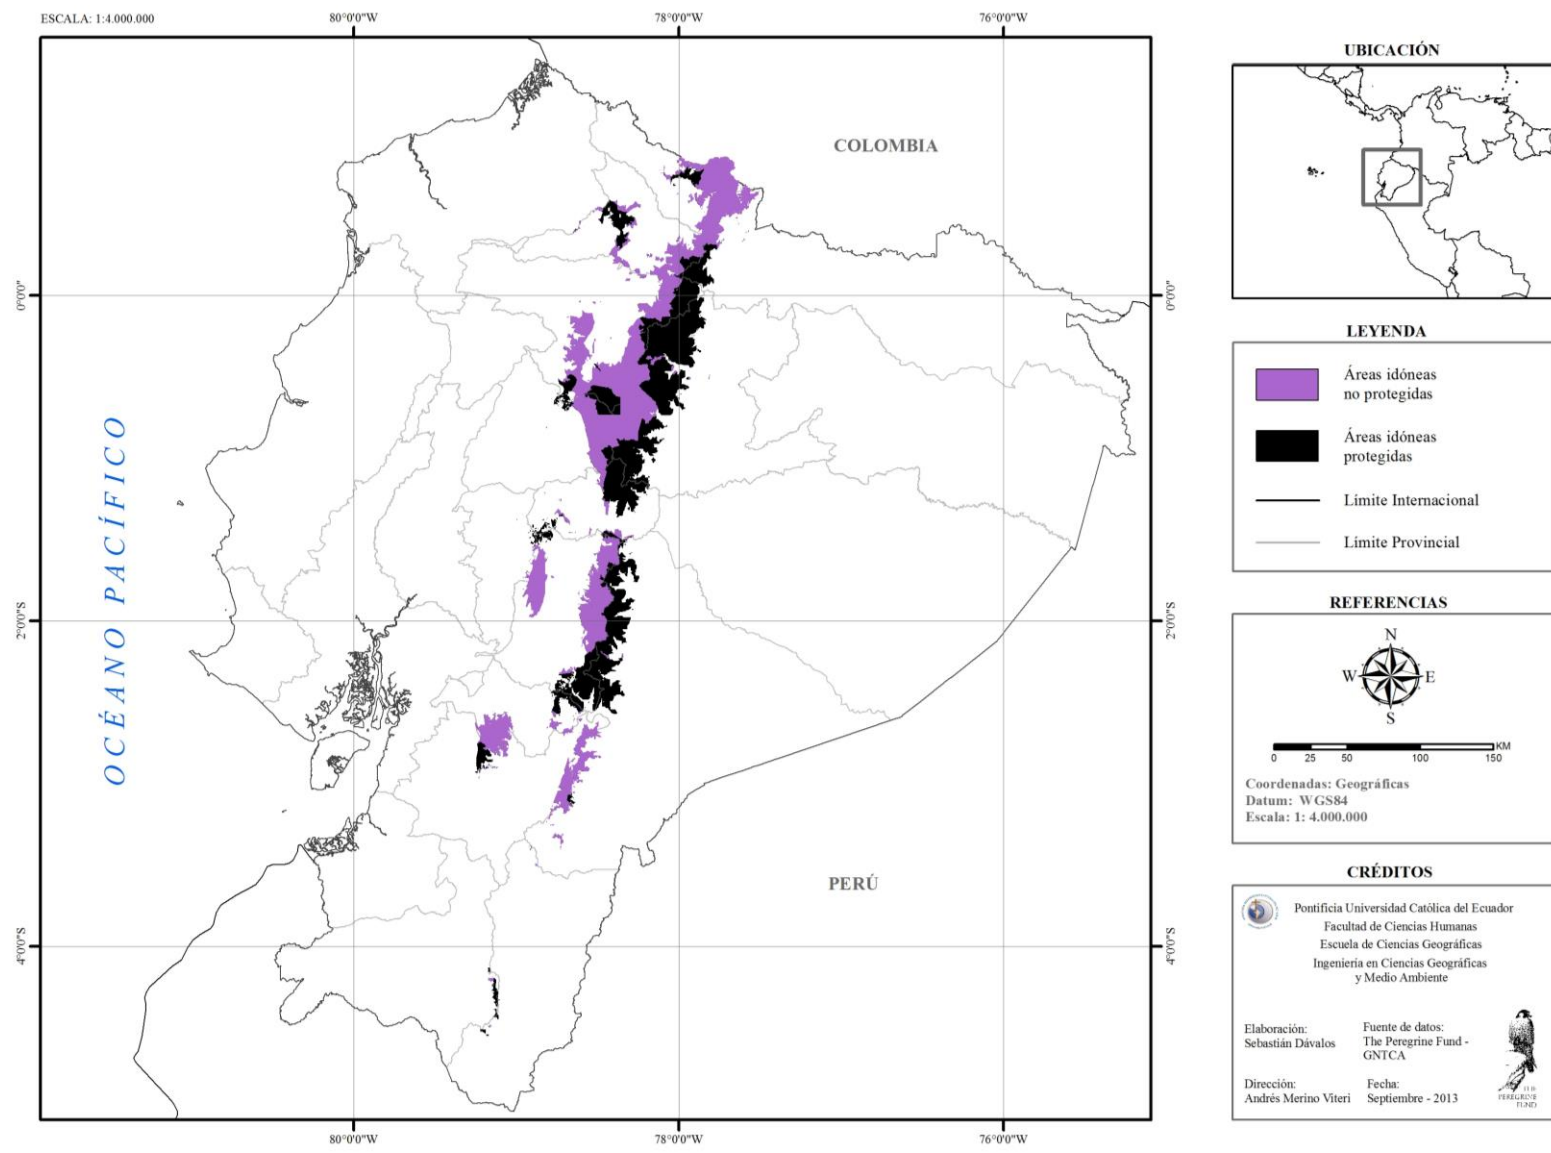 ESCALA: 1:4.000.000
80°0'0"W
78°0'0"W
76°0'0"W
0°0'0"
2°0'0"S
4°0'0"S
OCÉANO PACÍFICO
COLOMBIA
PERÚ
0°0'0"
2°0'0"S
4°0'0"S
80°0'0"W
78°0'0"W
76°0'0"W
UBICACIÓN
LEYENDA
Áreas idóneas
no protegidas
Áreas idóneas
protegidas
Límite Internacional
Límite Provincial
REFERENCIAS
N
W
E
S
KM
0 25 50 100 150
Coordenadas: Geográficas
Datum: WGS84
Escala: 1: 4.000.000
CRÉDITOS
Pontificia Universidad Católica del Ecuador
Facultad de Ciencias Humanas
Escuela de Ciencias Geográficas
Ingeniería en Ciencias Geográficas
y Medio Ambiente
Elaboración:
Sebastián Dávalos
Fuente de datos:
The Peregrine Fund -
GNTCA
Dirección:
Andrés Merino Viteri
Fecha:
Septiembre - 2013
THE
PEREGRINE
FUND